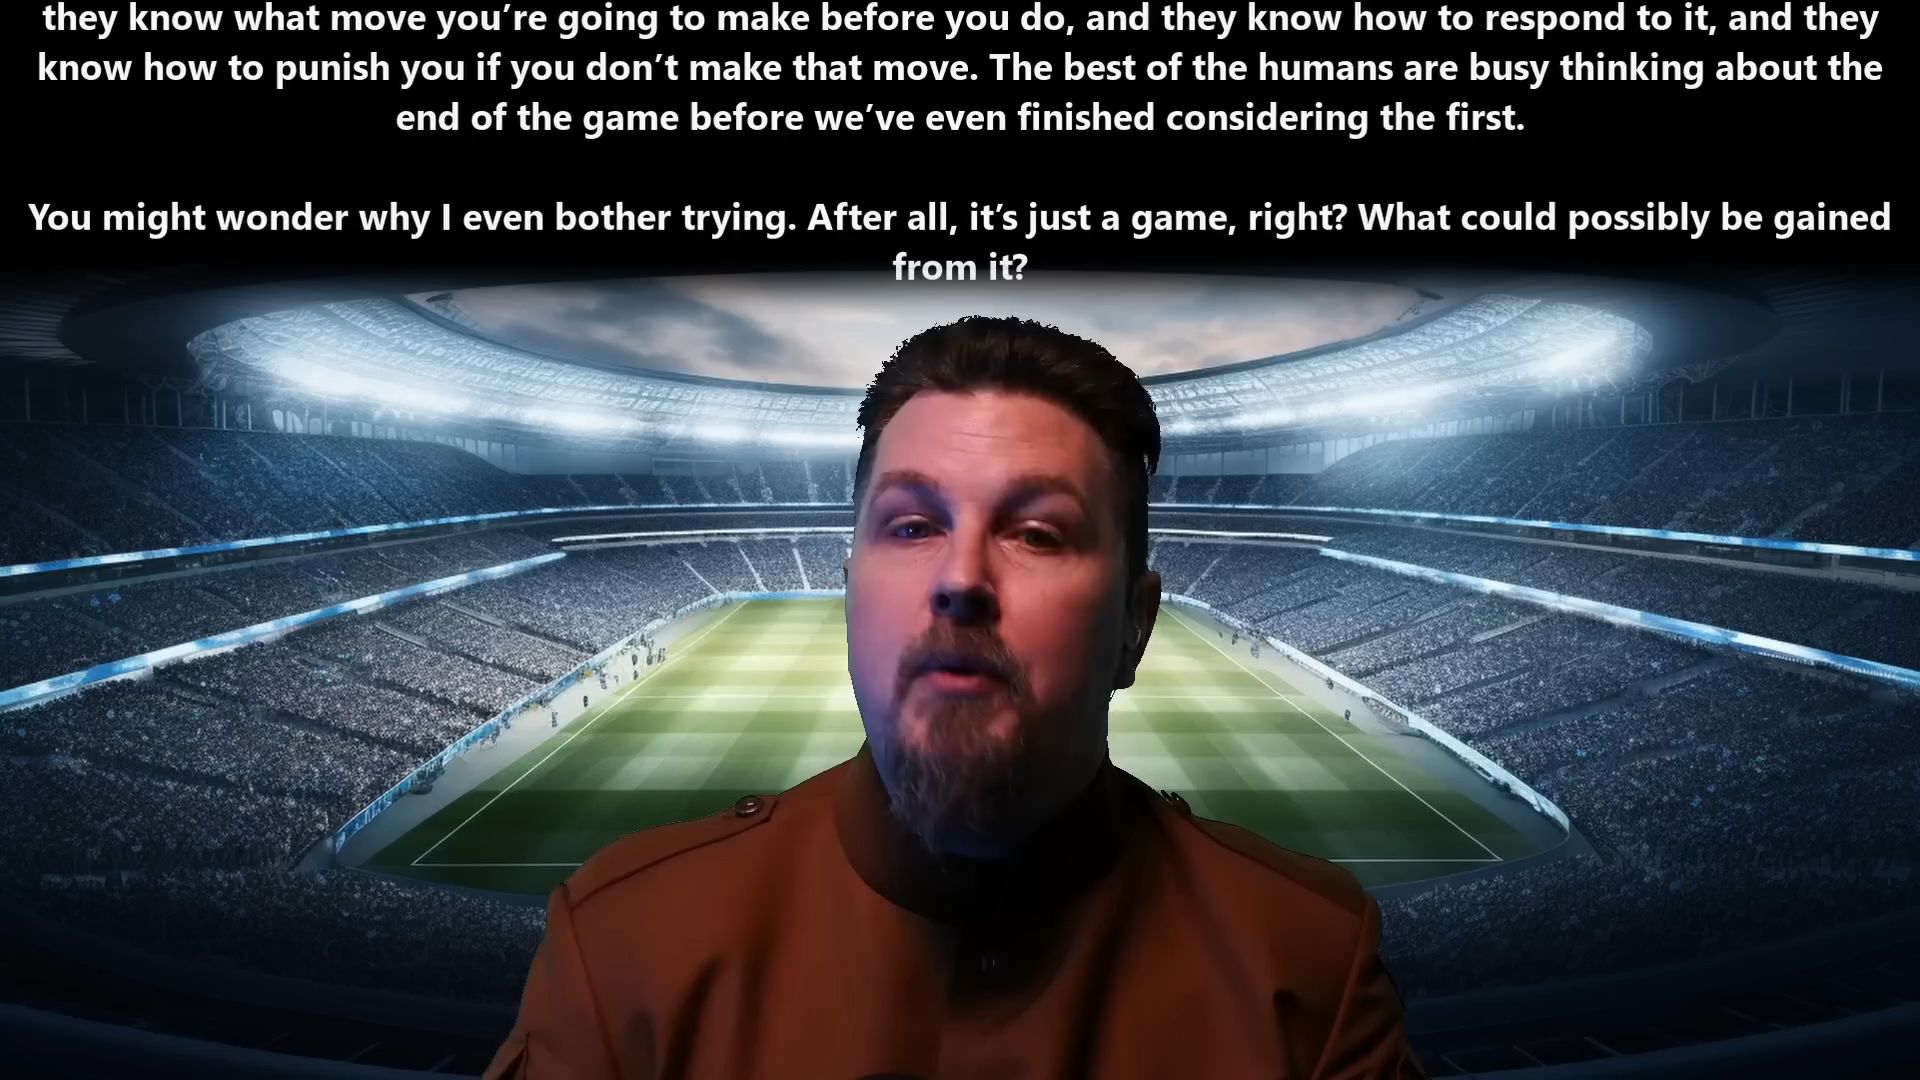 they know what move you’re going to make before you do, and they know how to respond to it, and they
know how to punish you if you don’t make that move. The best of the humans are busy thinking about the
end of the game before we’ve even finished considering the first.
You might wonder why I even bother trying. After all, it’s just a game, right? What could possibly be gained
from it?